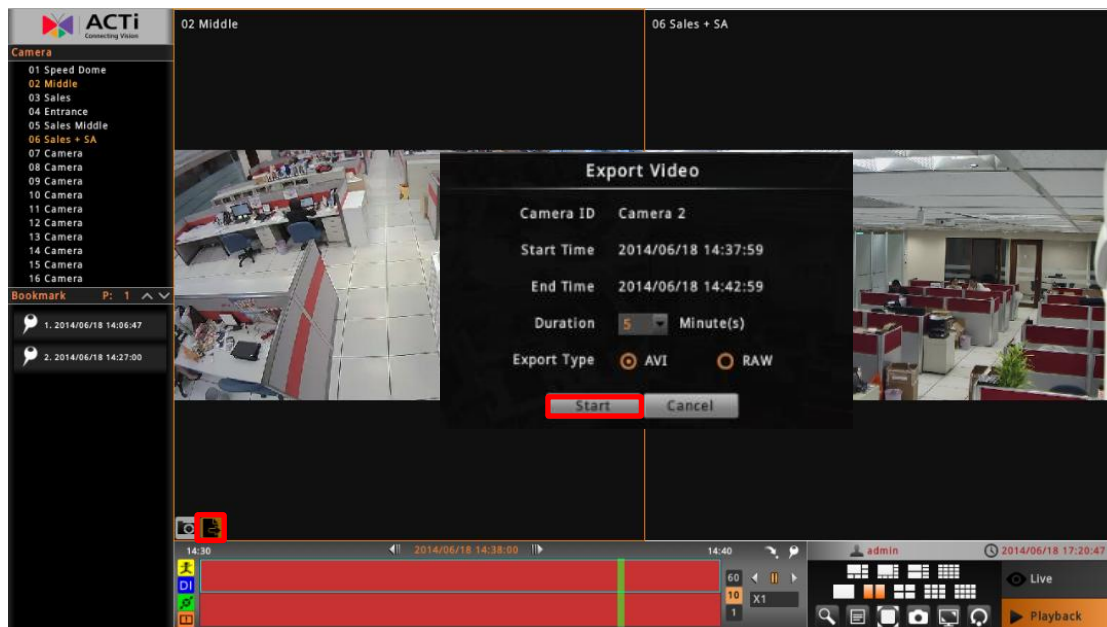 ACTi
Connecting Vision
Camera
01 Speed Dome
02 Middle
03 Sales
04 Entrance
05 Sales Middle
06 Sales + SA
07 Camera
08 Camera
09 Camera
10 Camera
11 Camera
12 Camera
13 Camera
14 Camera
15 Camera
16 Camera
Bookmark P: 1
1. 2014/06/18 14:06:47
2. 2014/06/18 14:27:00
02 Middle
06 Sales + SA
Export Video
Camera ID Camera 2
Start Time 2014/06/18 14:37:59
End Time 2014/06/18 14:42:59
Duration 5 Minute(s)
Export Type AVI RAW
Start Cancel
14:30 2014/06/18 14:38:00 14:40
DI
60
10 X1
1
admin 2014/06/18 17:20:47
Live
Playback